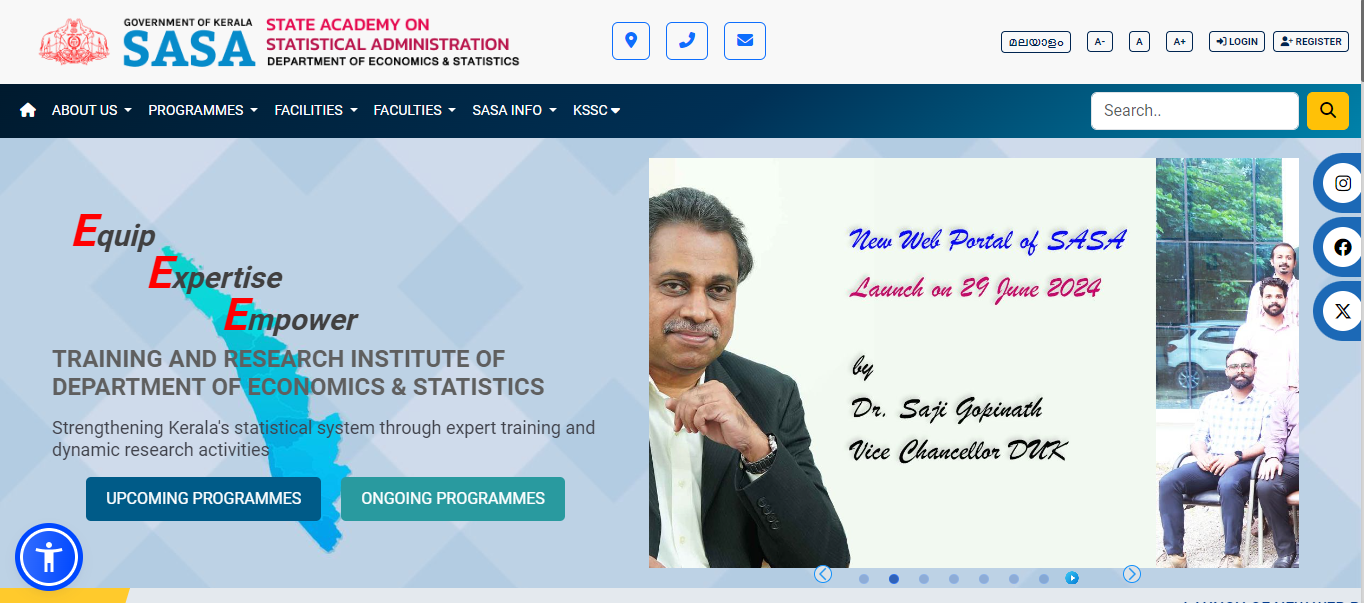 GOVERNMENT OF KERALA
SASA
STATE ACADEMY ON
STATISTICAL ADMINISTRATION
DEPARTMENT OF ECONOMICS & STATISTICS
മലയാളം
A-
A
A+
LOGIN
REGISTER
ABOUT US
PROGRAMMES
FACILITIES
FACULTIES
SASA INFO
KSSC
Search..
Equip
Expertise
Empower
TRAINING AND RESEARCH INSTITUTE OF
DEPARTMENT OF ECONOMICS & STATISTICS
Strengthening Kerala's statistical system through expert training and
dynamic research activities
UPCOMING PROGRAMMES
ONGOING PROGRAMMES
New Web Portal of SASA
Launch on 29 June 2024
by
Dr. Saji Gopinath
Vice Chancellor DUK